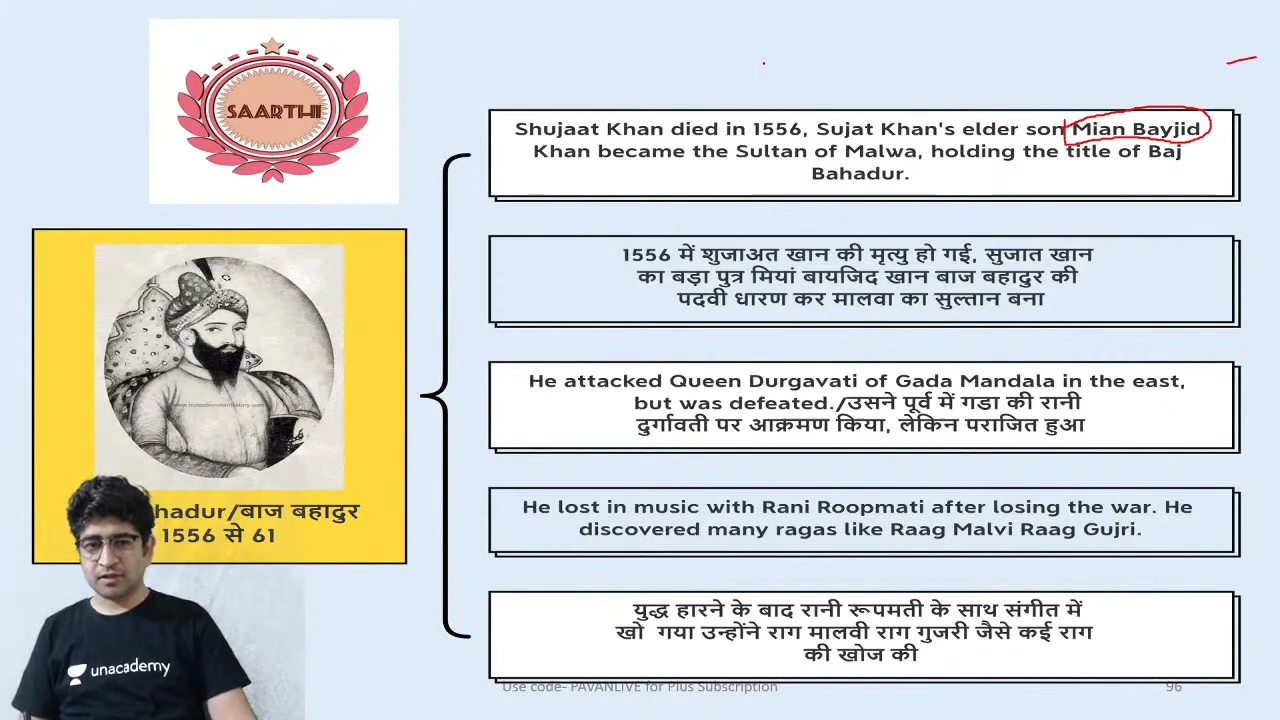 SAARTHI
Shujaat Khan died in 1556, Sujat Khan's elder son Mian Bayjid
Khan became the Sultan of Malwa, holding the title of Baj
Bahadur.
1556 में शुजाअत खान की मृत्यु हो गई, सुजात खान
का बड़ा पुत्र मियां बायजिद खान बाज बहादुर की
पदवी धारण कर मालवा का सुल्तान बना
He attacked Queen Durgavati of Gada Mandala in the east,
but was defeated./उसने पूर्व में गडा की रानी
दुर्गावती पर आक्रमण किया, लेकिन पराजित हुआ
He lost in music with Rani Roopmati after losing the war. He
discovered many ragas like Raag Malvi Raag Gujri.
युद्ध हारने के बाद रानी रूपमती के साथ संगीत में
खो गया उन्होंने राग मालवी राग गुजरी जैसे कई राग
की खोज की
hadur/बाज बहादुर
1556 से 61
unacademy
Use code- PAVANLIVE for Plus Subscription
96